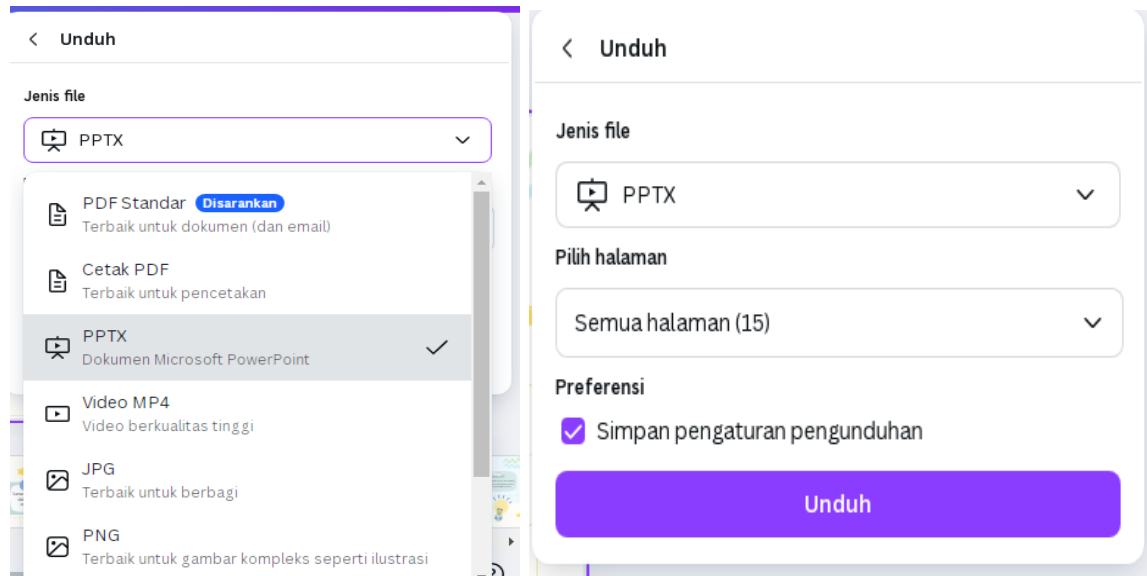 Unduh
Jenis file
PPTX
PDF Standar Disarankan
Terbaik untuk dokumen (dan email)
Cetak PDF
Terbaik untuk pencetakan
PPTX
Dokumen Microsoft PowerPoint
Video MP4
Video berkualitas tinggi
JPG
Terbaik untuk berbagi
PNG
Terbaik untuk gambar kompleks seperti ilustrasi
Unduh
Jenis file
PPTX
Pilih halaman
Semua halaman (15)
Preferensi
Simpan pengaturan pengunduhan
Unduh